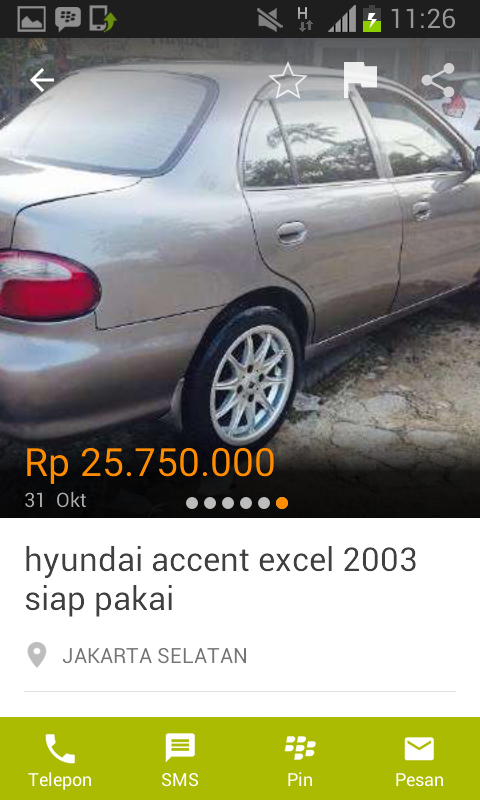 H
11:26
Rp 25.750.000
31 Okt
hyundai accent excel 2003
siap pakai
JAKARTA SELATAN
Telepon
SMS
Pin
Pesan